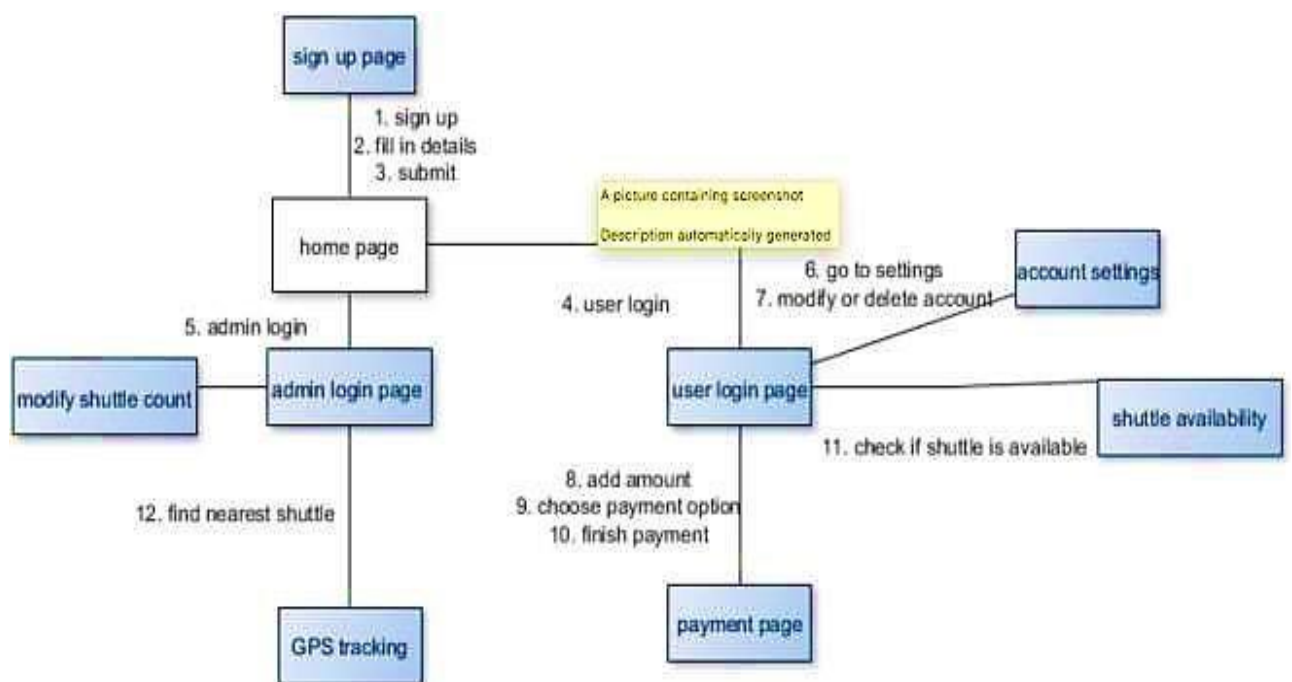 sign up page
1. sign up
2. fill in details
3. submit
A picture containing screenshot
Description automatically generated
home page
6. go to settings
7. modify or delete account
account settings
4. user login
5. admin login
modify shuttle count
admin login page
user login page
shuttle availability
11. check if shuttle is available
8. add amount
9. choose payment option
10. finish payment
12. find nearest shuttle
payment page
GPS tracking